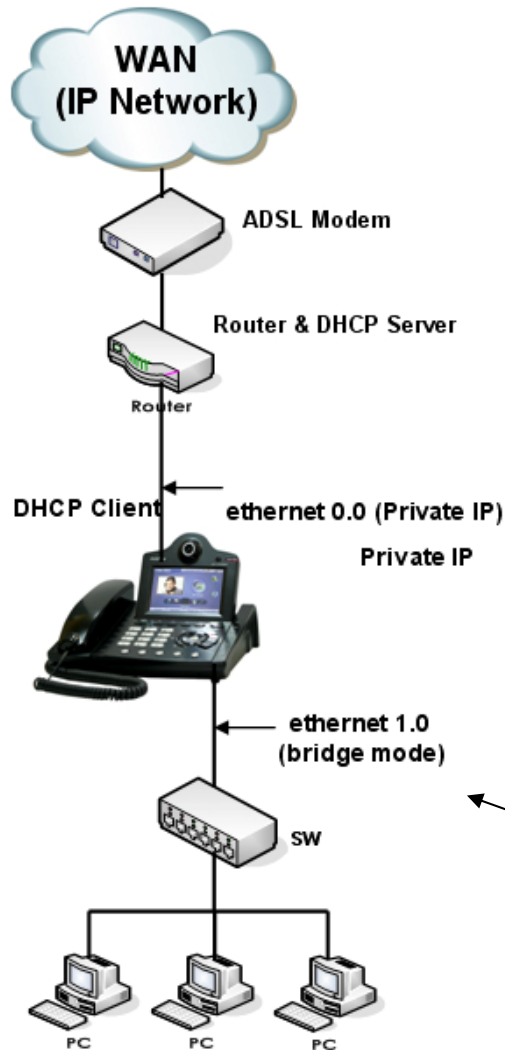 WAN
(IP Network)
ADSL Modem
Router & DHCP Server
Router
DHCP Client
ethernet 0.0 (Private IP)
Private IP
ethernet 1.0
(bridge mode)
SW
PC
PC
PC